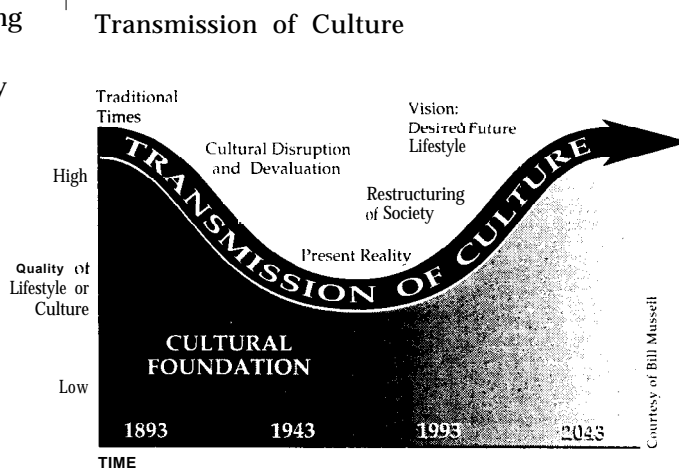 ng
Transmission of Culture
y
Traditional
Times
Vision:
Desired Future
Lifestyle
Cultural Disruption
and Devaluation
High
Restructuring
of Society
Present Reality
TRANSMISSION OF CULTURE
Quality of
Lifestyle or
Culture
CULTURAL
FOUNDATION
Low
Courtesy of Bill Mussell
1893 1943 1993 2043
TIME